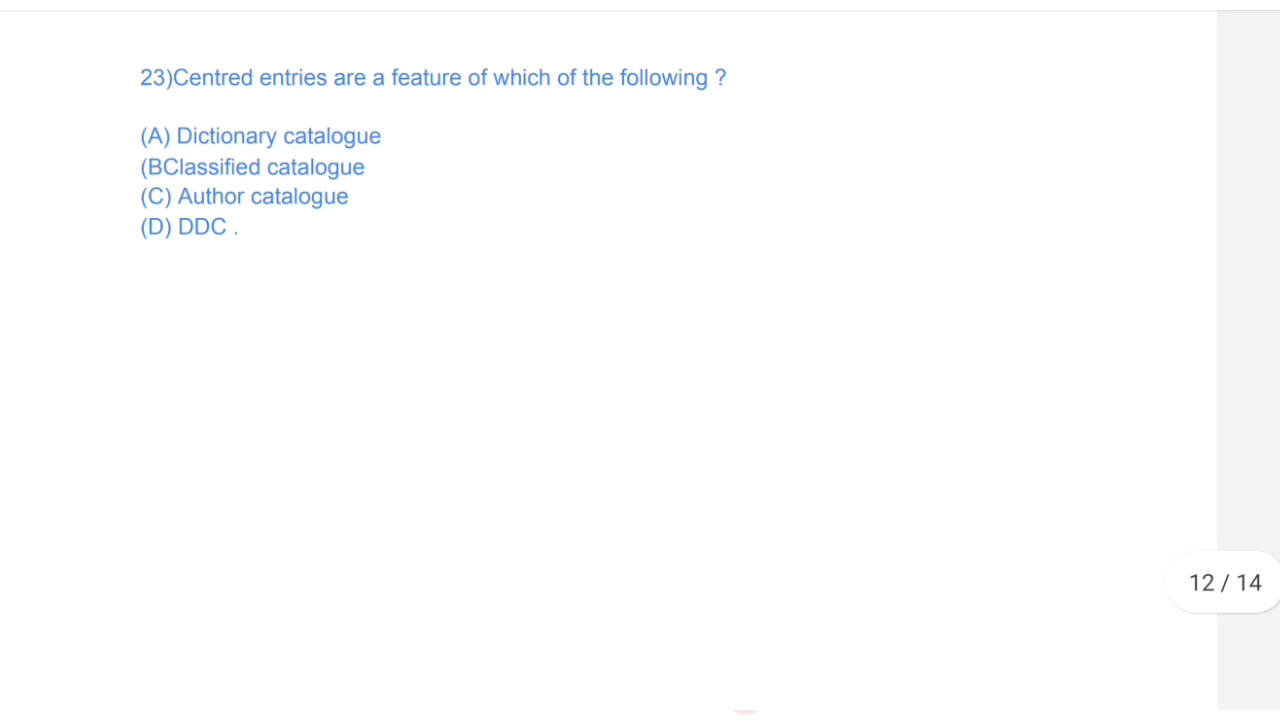 23)Centred entries are a feature of which of the following ?
(A) Dictionary catalogue
(BClassified catalogue
(C) Author catalogue
(D) DDC .
12 / 14